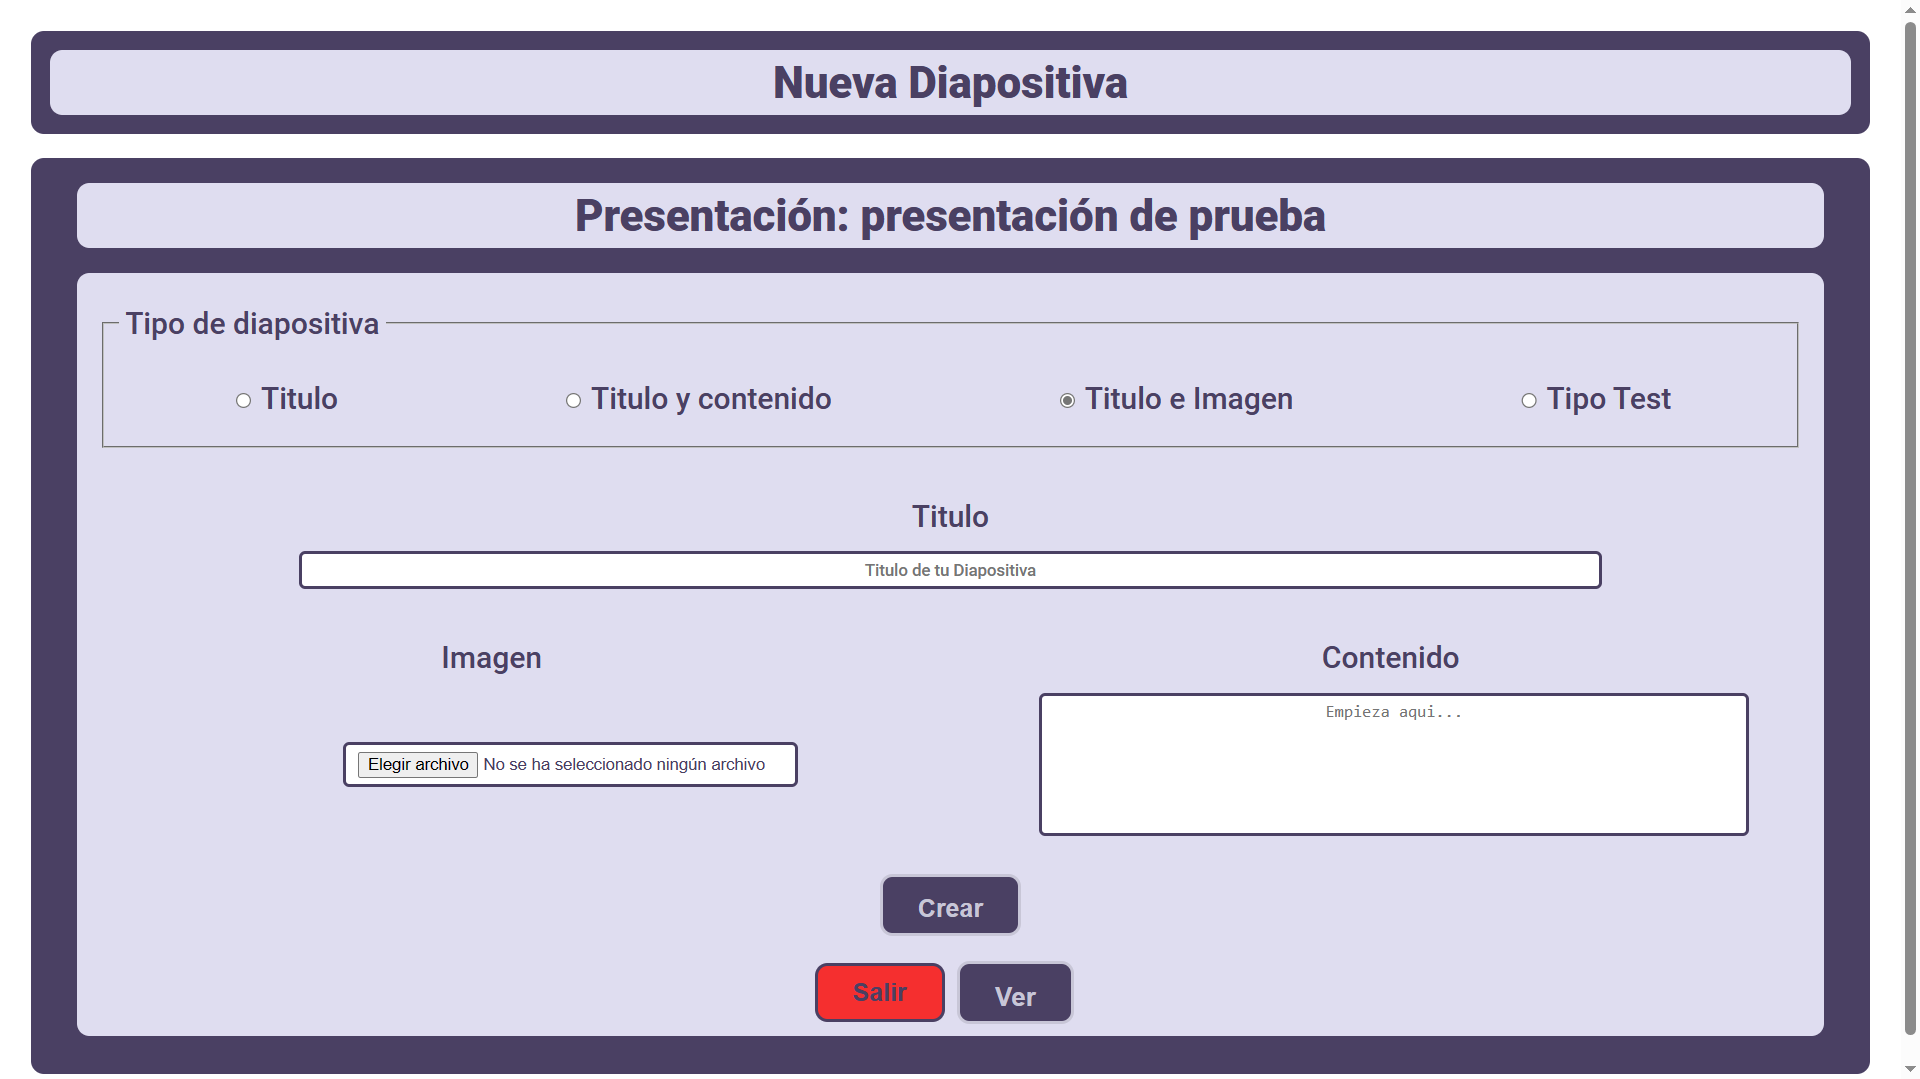 Nueva Diapositiva
Presentación: presentación de prueba
Tipo de diapositiva
Titulo
Titulo y contenido
Titulo e Imagen
Tipo Test
Titulo
Titulo de tu Diapositiva
Imagen
Contenido
Elegir archivo No se ha seleccionado ningún archivo
Empieza aqui...
Crear
Salir
Ver